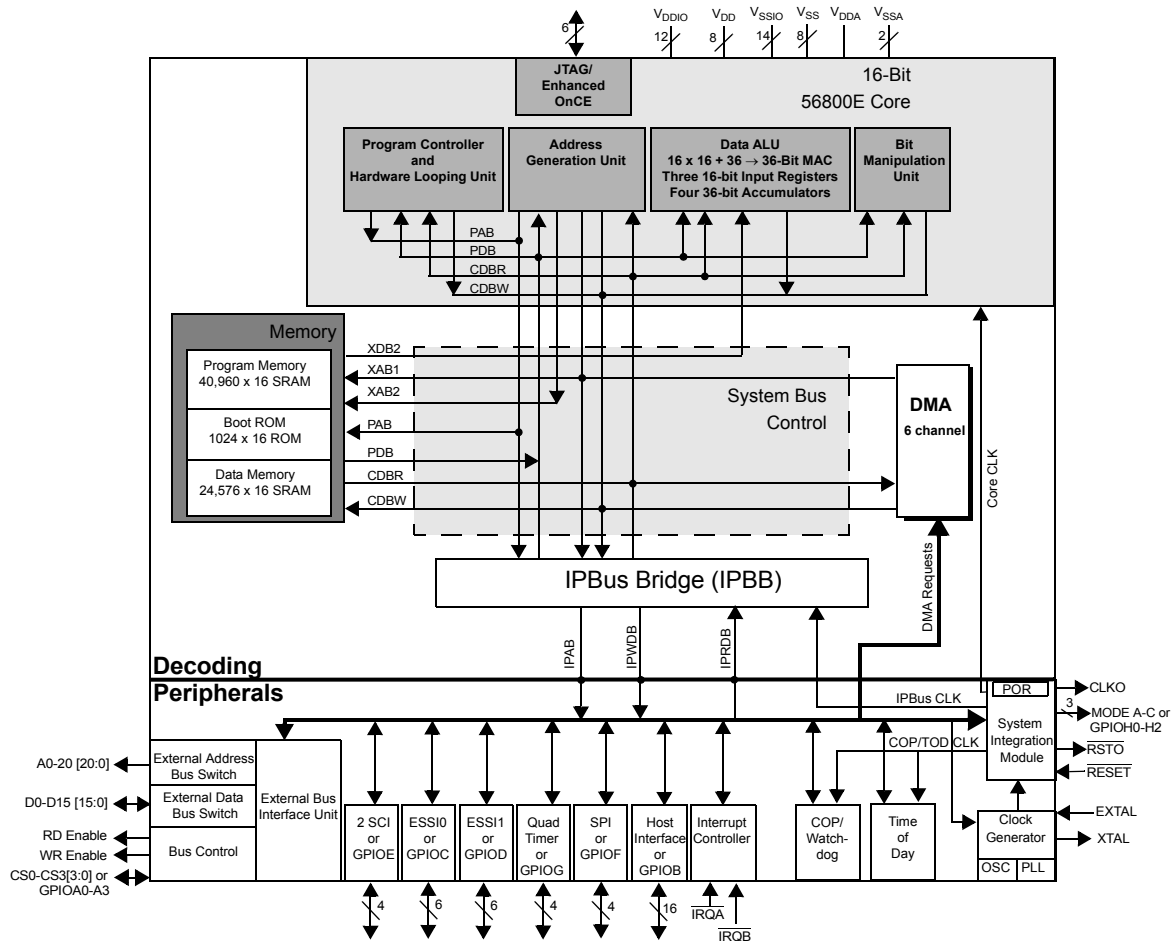 6
VDDIO
12
VDD
8
VSSIO
14
VSS
8
VDDA
VSSA
2
JTAG/
Enhanced
OnCE
16-Bit
56800E Core
Program Controller
and
Hardware Looping Unit
Address
Generation Unit
Data ALU
16 x 16 + 36 → 36-Bit MAC
Three 16-bit Input Registers
Four 36-bit Accumulators
Bit
Manipulation
Unit
PAB
PDB
CDBR
CDBW
Memory
Program Memory
40,960 x 16 SRAM
Boot ROM
1024 x 16 ROM
Data Memory
24,576 x 16 SRAM
XDB2
XAB1
XAB2
PAB
PDB
CDBR
CDBW
System Bus
Control
DMA
6 channel
Core CLK
DMA Requests
IPBus Bridge (IPBB)
IPAB
IPWDB
IPRDB
Decoding
Peripherals
IPBus CLK
COP/TOD CLK
POR
System
Integration
Module
CLKO
3
MODE A-C or
GPIOH0-H2
RSTO
RESET
A0-20 [20:0]
D0-D15 [15:0]
RD Enable
WR Enable
CS0-CS3[3:0] or
GPIOA0-A3
External Address
Bus Switch
External Data
Bus Switch
Bus Control
External Bus
Interface Unit
2 SCI
or
GPIOE
4
ESSI0
or
GPIOC
6
ESSI1
or
GPIOD
6
Quad
Timer
or
GPIOG
4
SPI
or
GPIOF
4
Host
Interface
or
GPIOB
16
Interrupt
Controller
IRQA
IRQB
COP/
Watch-
dog
Time
of
Day
Clock
Generator
OSC
PLL
EXTAL
XTAL